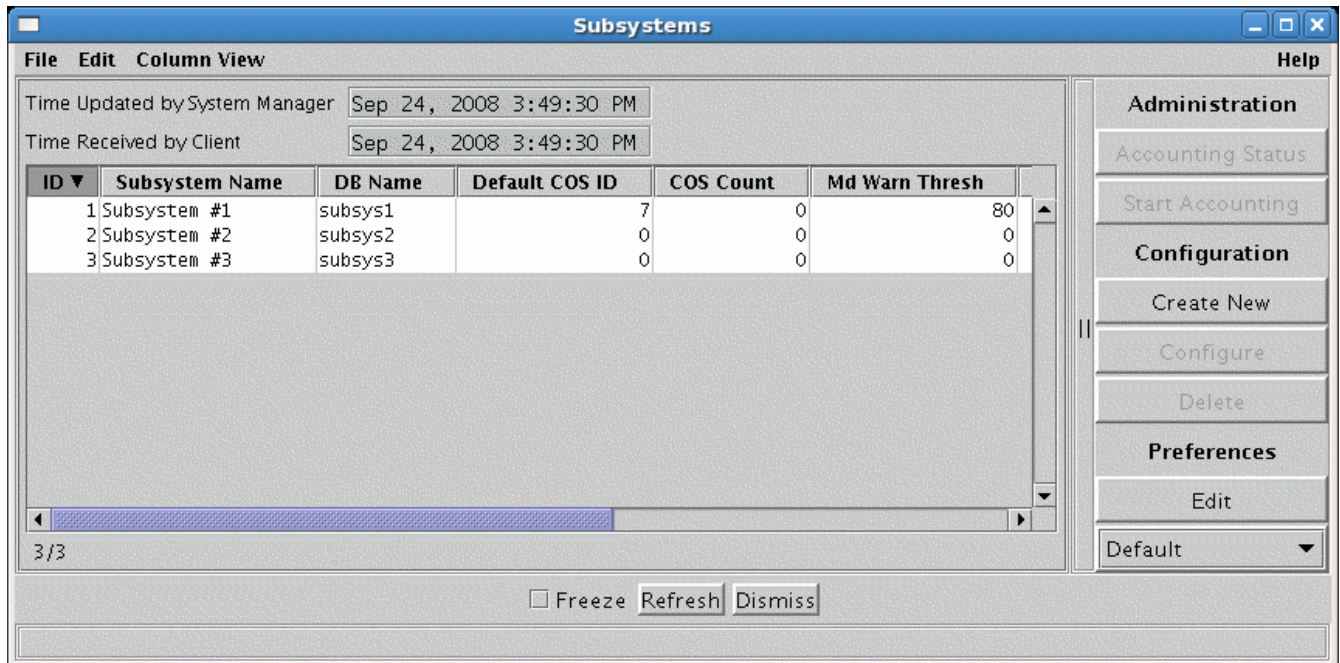 Subsystems
File Edit Column View Help
Time Updated by System Manager Sep 24, 2008 3:49:30 PM
Time Received by Client Sep 24, 2008 3:49:30 PM
ID ▼ Subsystem Name DB Name Default COS ID COS Count Md Warn Thresh
1 Subsystem #1 subsys1 7 0 80
2 Subsystem #2 subsys2 0 0 0
3 Subsystem #3 subsys3 0 0 0
3/3
Administration
Accounting Status
Start Accounting
Configuration
Create New
Configure
Delete
Preferences
Edit
Default
Freeze Refresh Dismiss